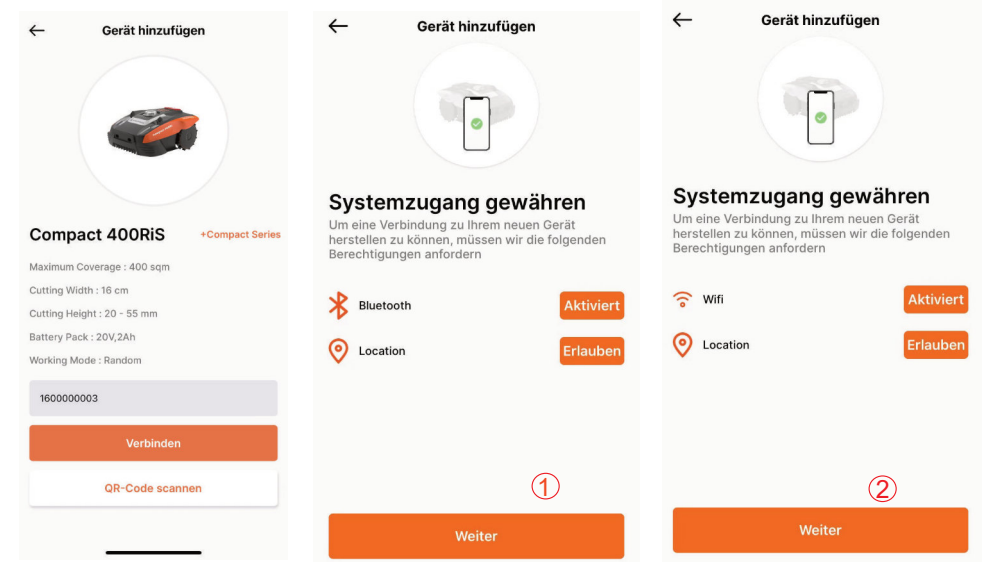 Gerät hinzufügen
Compact 400RiS
+Compact Series
Maximum Coverage : 400 sqm
Cutting Width : 16 cm
Cutting Height : 20 - 55 mm
Battery Pack : 20V,2Ah
Working Mode : Random
1600000003
Verbinden
QR-Code scannen
Gerät hinzufügen
Systemzugang gewähren
Um eine Verbindung zu Ihrem neuen Gerät
herstellen zu können, müssen wir die folgenden
Berechtigungen anfordern
Bluetooth
Aktiviert
Location
Erlauben
①
Weiter
Gerät hinzufügen
Systemzugang gewähren
Um eine Verbindung zu Ihrem neuen Gerät
herstellen zu können, müssen wir die folgenden
Berechtigungen anfordern
Wifi
Aktiviert
Location
Erlauben
②
Weiter